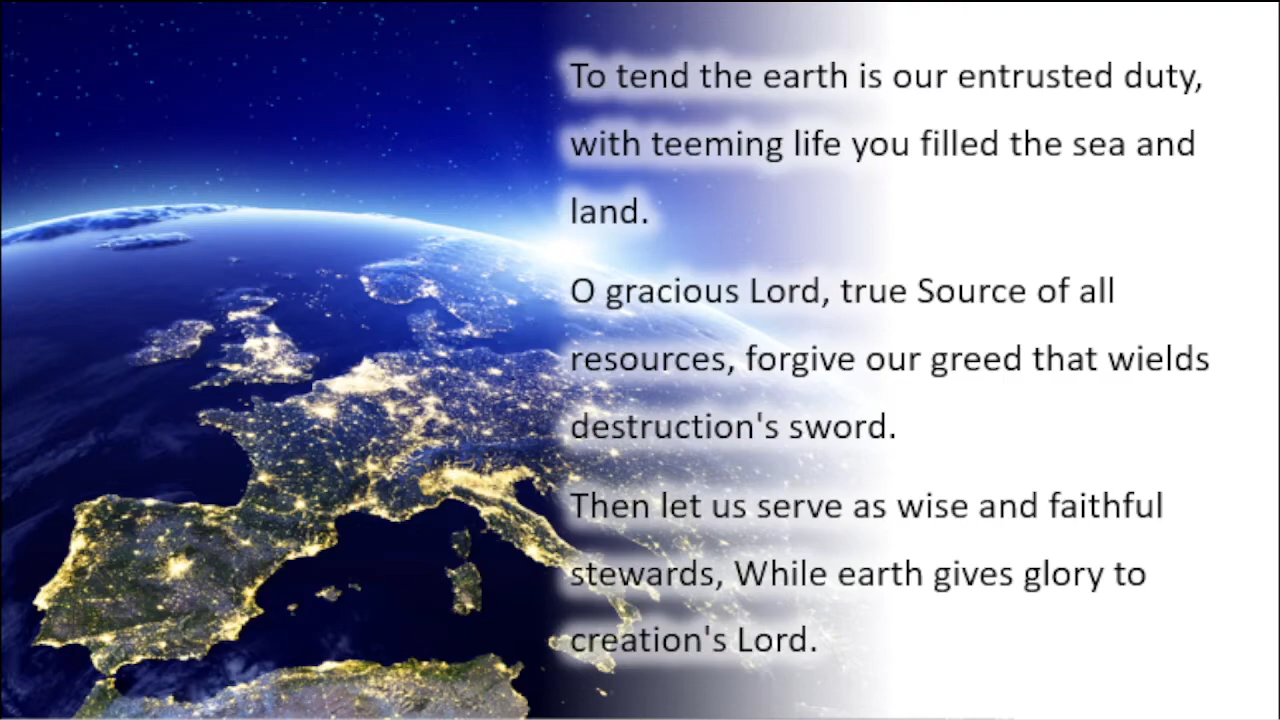 To tend the earth is our entrusted duty,
with teeming life you filled the sea and
land.
O gracious Lord, true Source of all
resources, forgive our greed that wields
destruction's sword.
Then let us serve as wise and faithful
stewards, While earth gives glory to
creation's Lord.